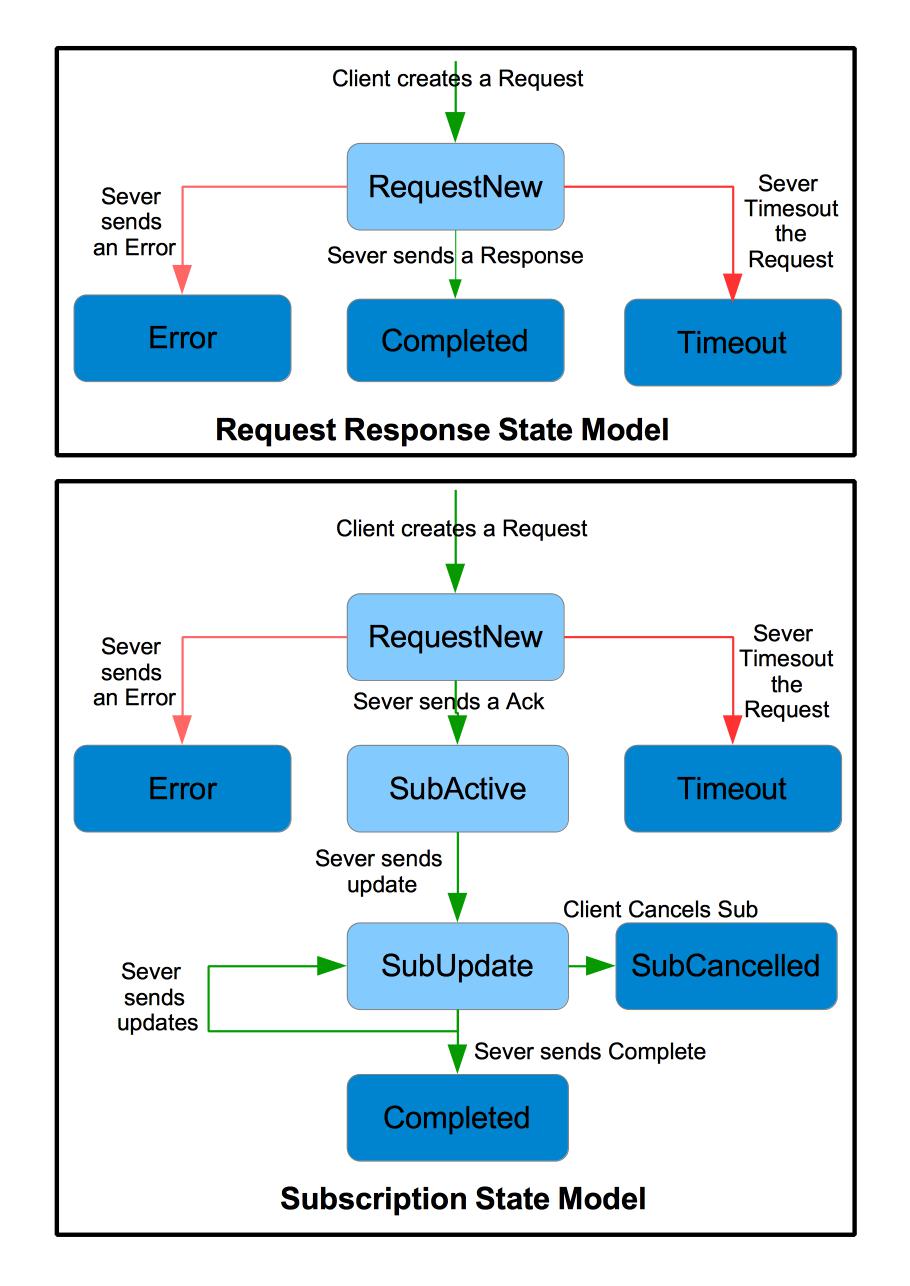 Client creates a Request
RequestNew
Sever
sends
an Error
Sever
Timesout
the
Request
Sever sends a Response
Error
Completed
Timeout
Request Response State Model
Client creates a Request
RequestNew
Sever
sends
an Error
Sever
Timesout
the
Request
Sever sends a Ack
Error
SubActive
Timeout
Sever sends
update
Client Cancels Sub
SubUpdate
SubCancelled
Sever
sends
updates
Sever sends Complete
Completed
Subscription State Model